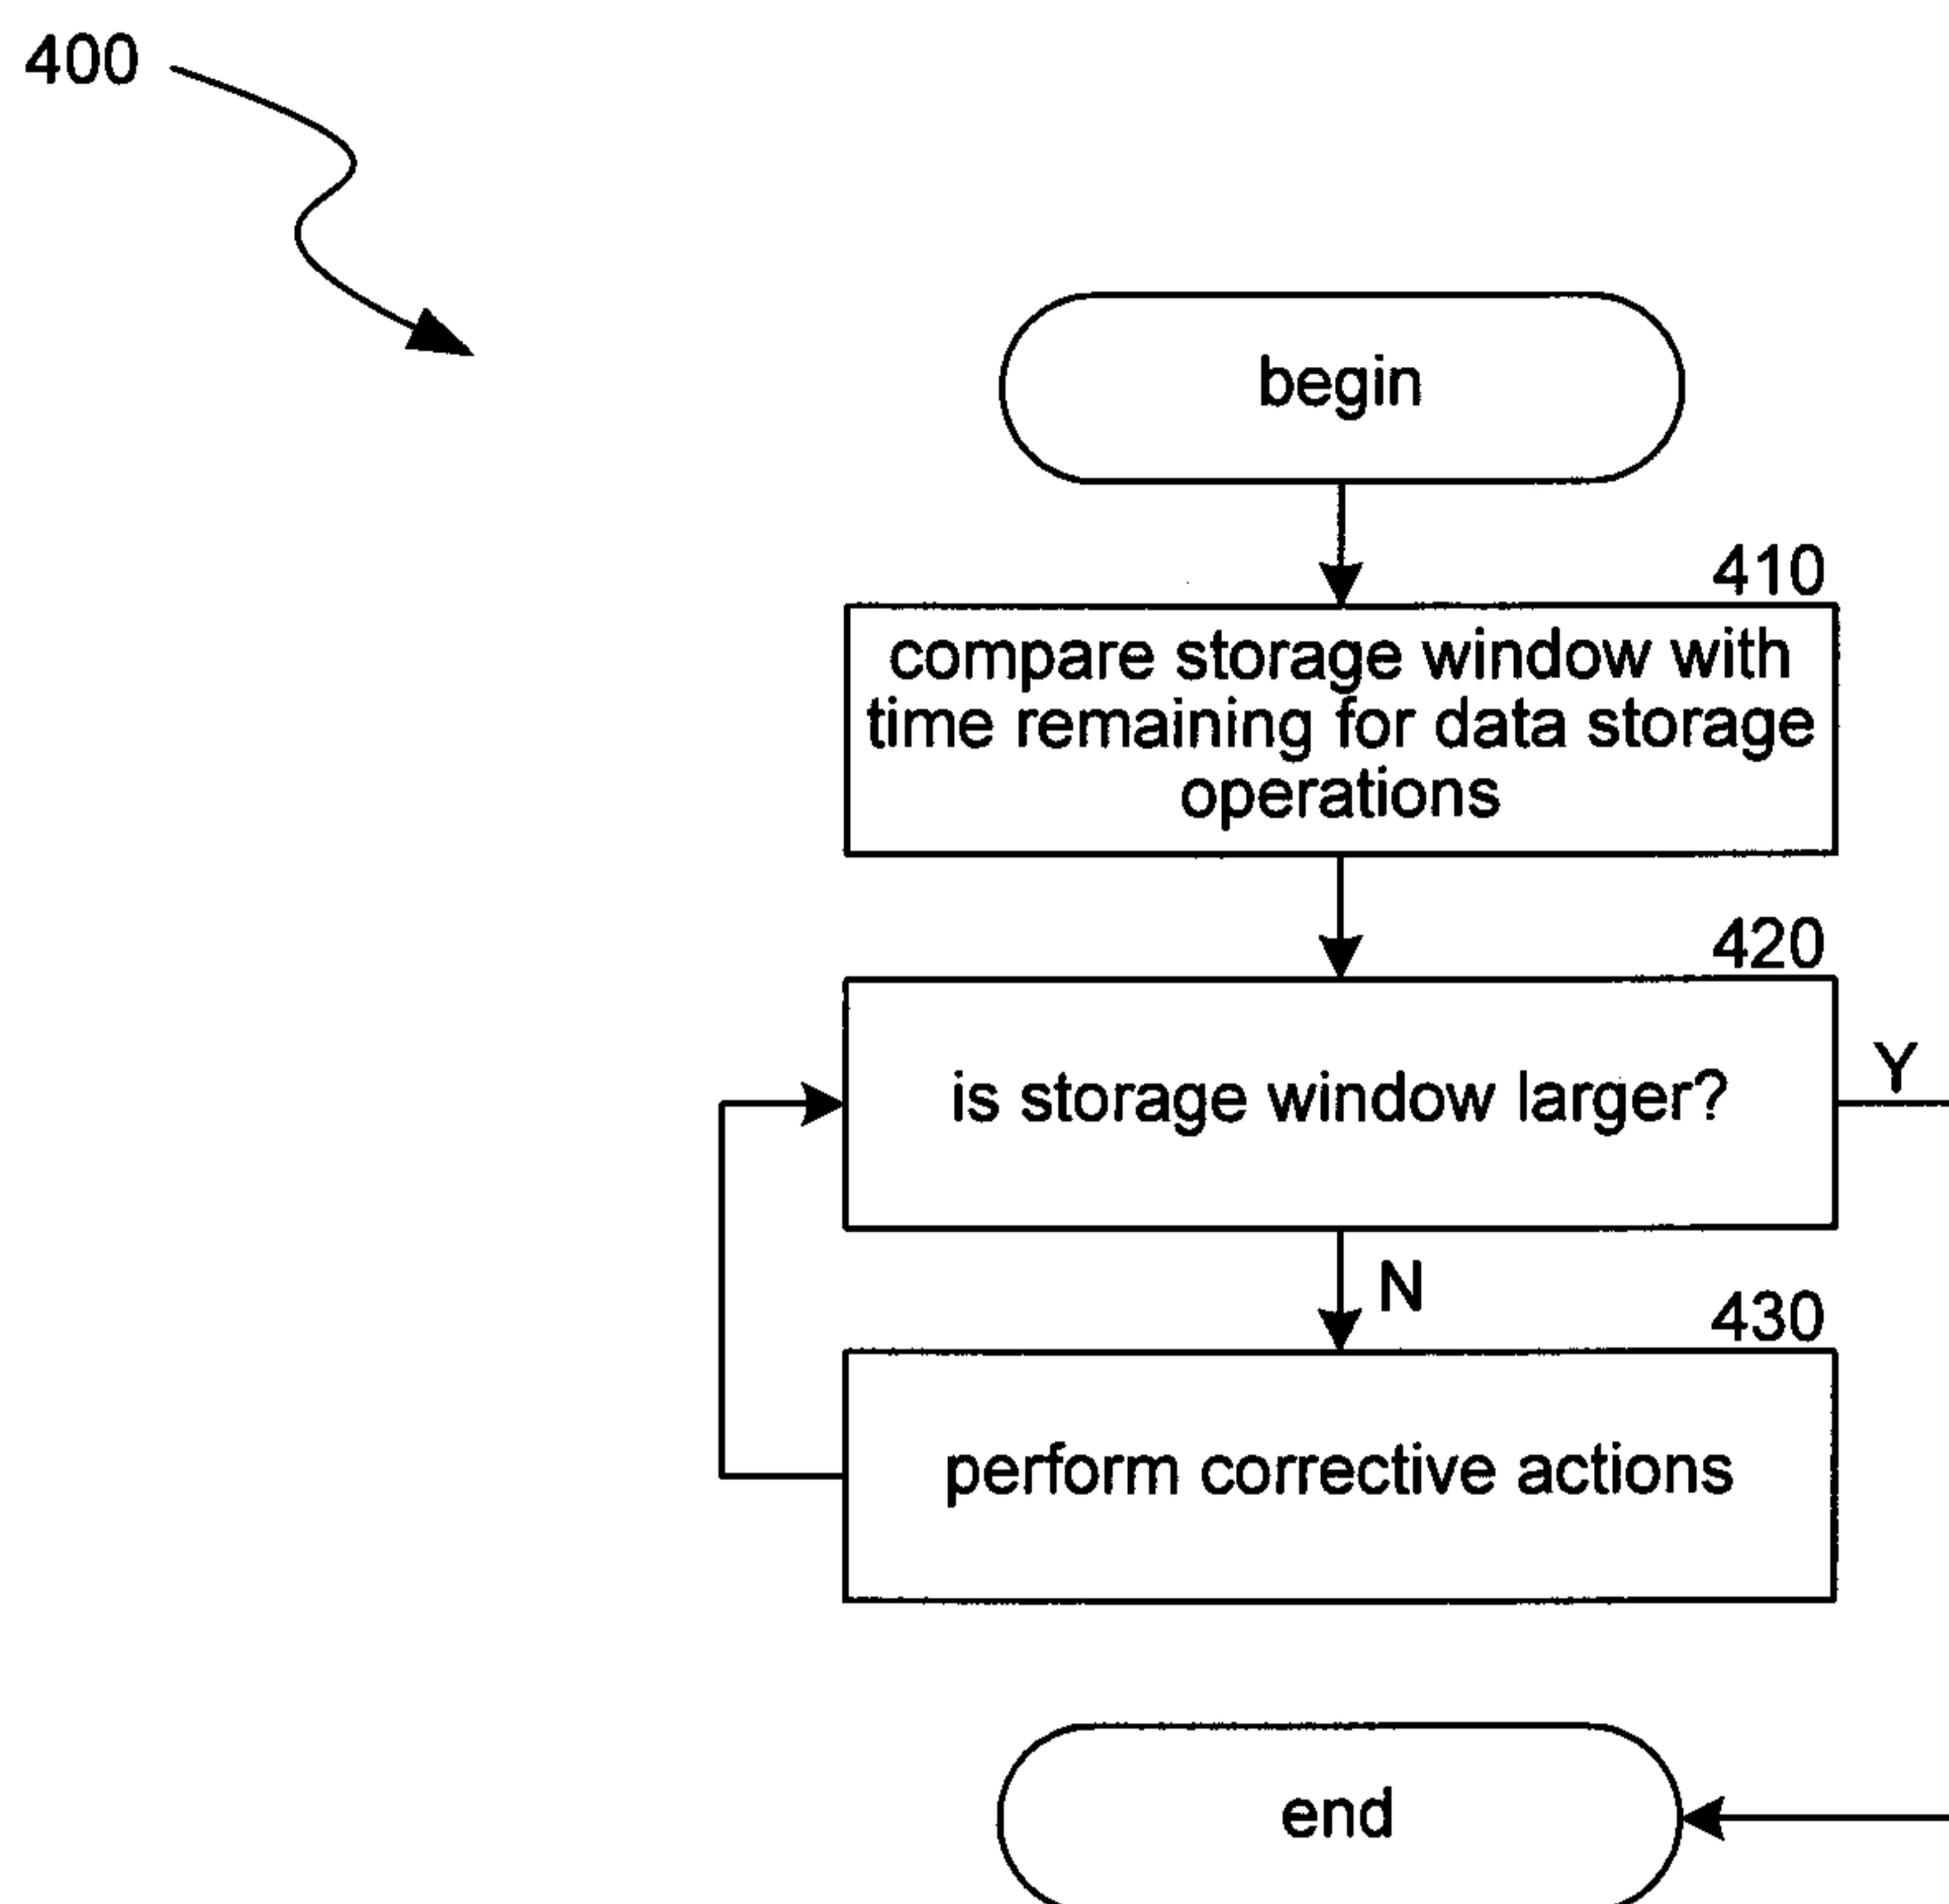 400
begin
410
compare storage window with
time remaining for data storage
operations
420
is storage window larger?
Y
N
430
perform corrective actions
end